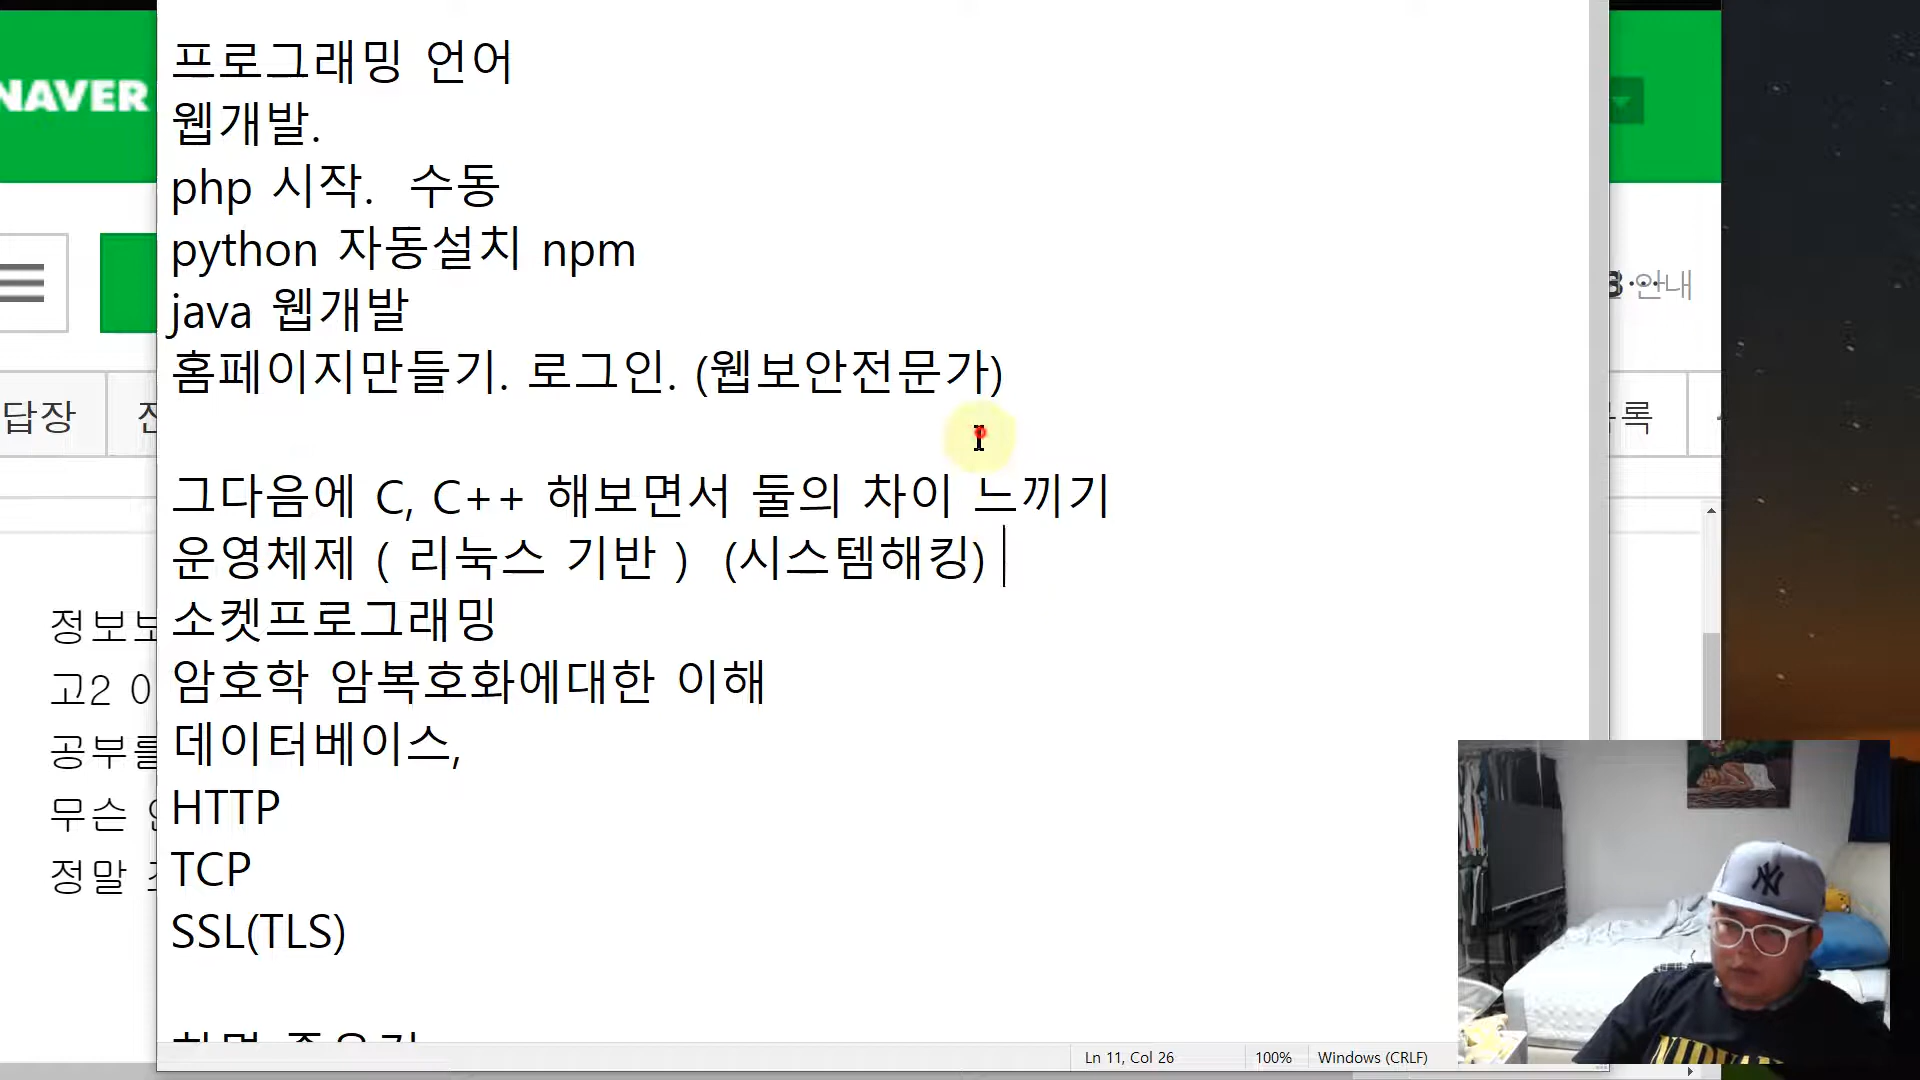 프로그래밍 언어
웹개발.
php 시작.  수동
python 자동설치 npm
java 웹개발
홈페이지만들기. 로그인. (웹보안전문가)
그다음에 C, C++ 해보면서 둘의 차이 느끼기
운영체제 ( 리눅스 기반 )  (시스템해킹)
소켓프로그래밍
암호학 암복호화에대한 이해
데이터베이스,
HTTP
TCP
SSL(TLS)
Ln 11, Col 26
100%
Windows (CRLF)
NAVER
안내
답장
정보보
고2
공부를
무슨
정말